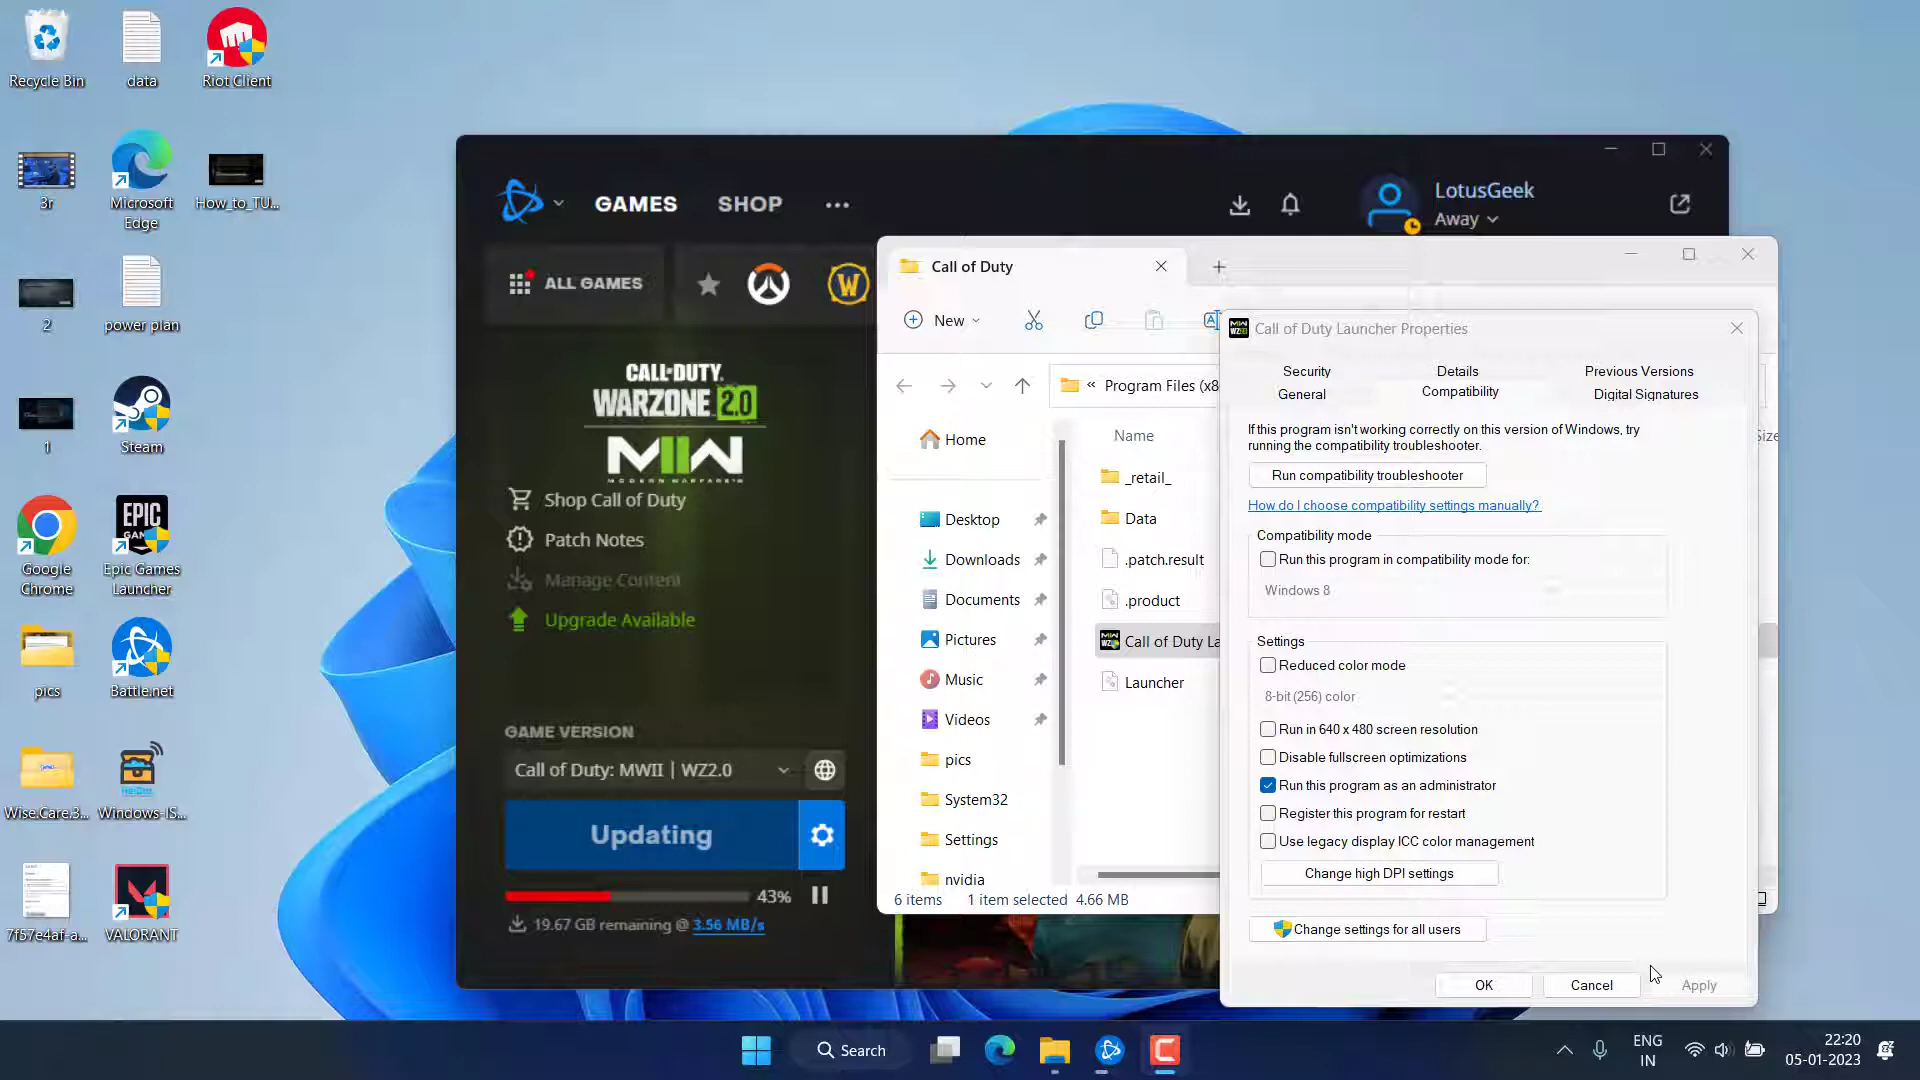 Recycle Bin
data
Riot Client
3r
Microsoft
Edge
How_to_TU...
2
power plan
1
Steam
Google
Chrome
EPIC
Epic Games
Launcher
pics
Battle.net
Wise.Care.3...
Windows-IS...
7f57e4af-a...
VALORANT
GAMES
SHOP
LotusGeek
Away
ALL GAMES
CALL OF DUTY
WARZONE 2.0
MWII
MODERN WARFARE II
Shop Call of Duty
Patch Notes
Manage Content
Upgrade Available
GAME VERSION
Call of Duty: MWII | WZ2.0
Updating
43%
19.67 GB remaining @ 3.56 MB/s
Call of Duty
New
« Program Files (x8
Home
Desktop
Downloads
Documents
Pictures
Music
Videos
pics
System32
Settings
nvidia
Name
Size
_retail_
Data
.patch.result
.product
Call of Duty La
Launcher
6 items
1 item selected 4.66 MB
Call of Duty Launcher Properties
Security
Details
Previous Versions
General
Compatibility
Digital Signatures
If this program isn't working correctly on this version of Windows, try
running the compatibility troubleshooter.
Run compatibility troubleshooter
How do I choose compatibility settings manually?
Compatibility mode
Run this program in compatibility mode for:
Windows 8
Settings
Reduced color mode
8-bit (256) color
Run in 640 x 480 screen resolution
Disable fullscreen optimizations
Run this program as an administrator
Register this program for restart
Use legacy display ICC color management
Change high DPI settings
Change settings for all users
OK
Cancel
Apply
Search
ENG
IN
22:20
05-01-2023